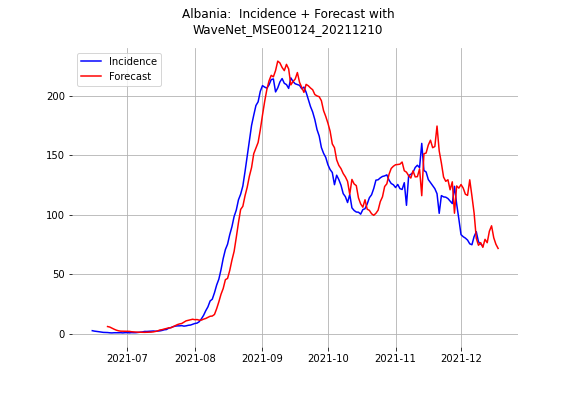 Albania:  Incidence + Forecast with
WaveNet_MSE00124_20211210
Incidence
Forecast
200
150
100
50
0
2021-07 2021-08 2021-09 2021-10 2021-11 2021-12